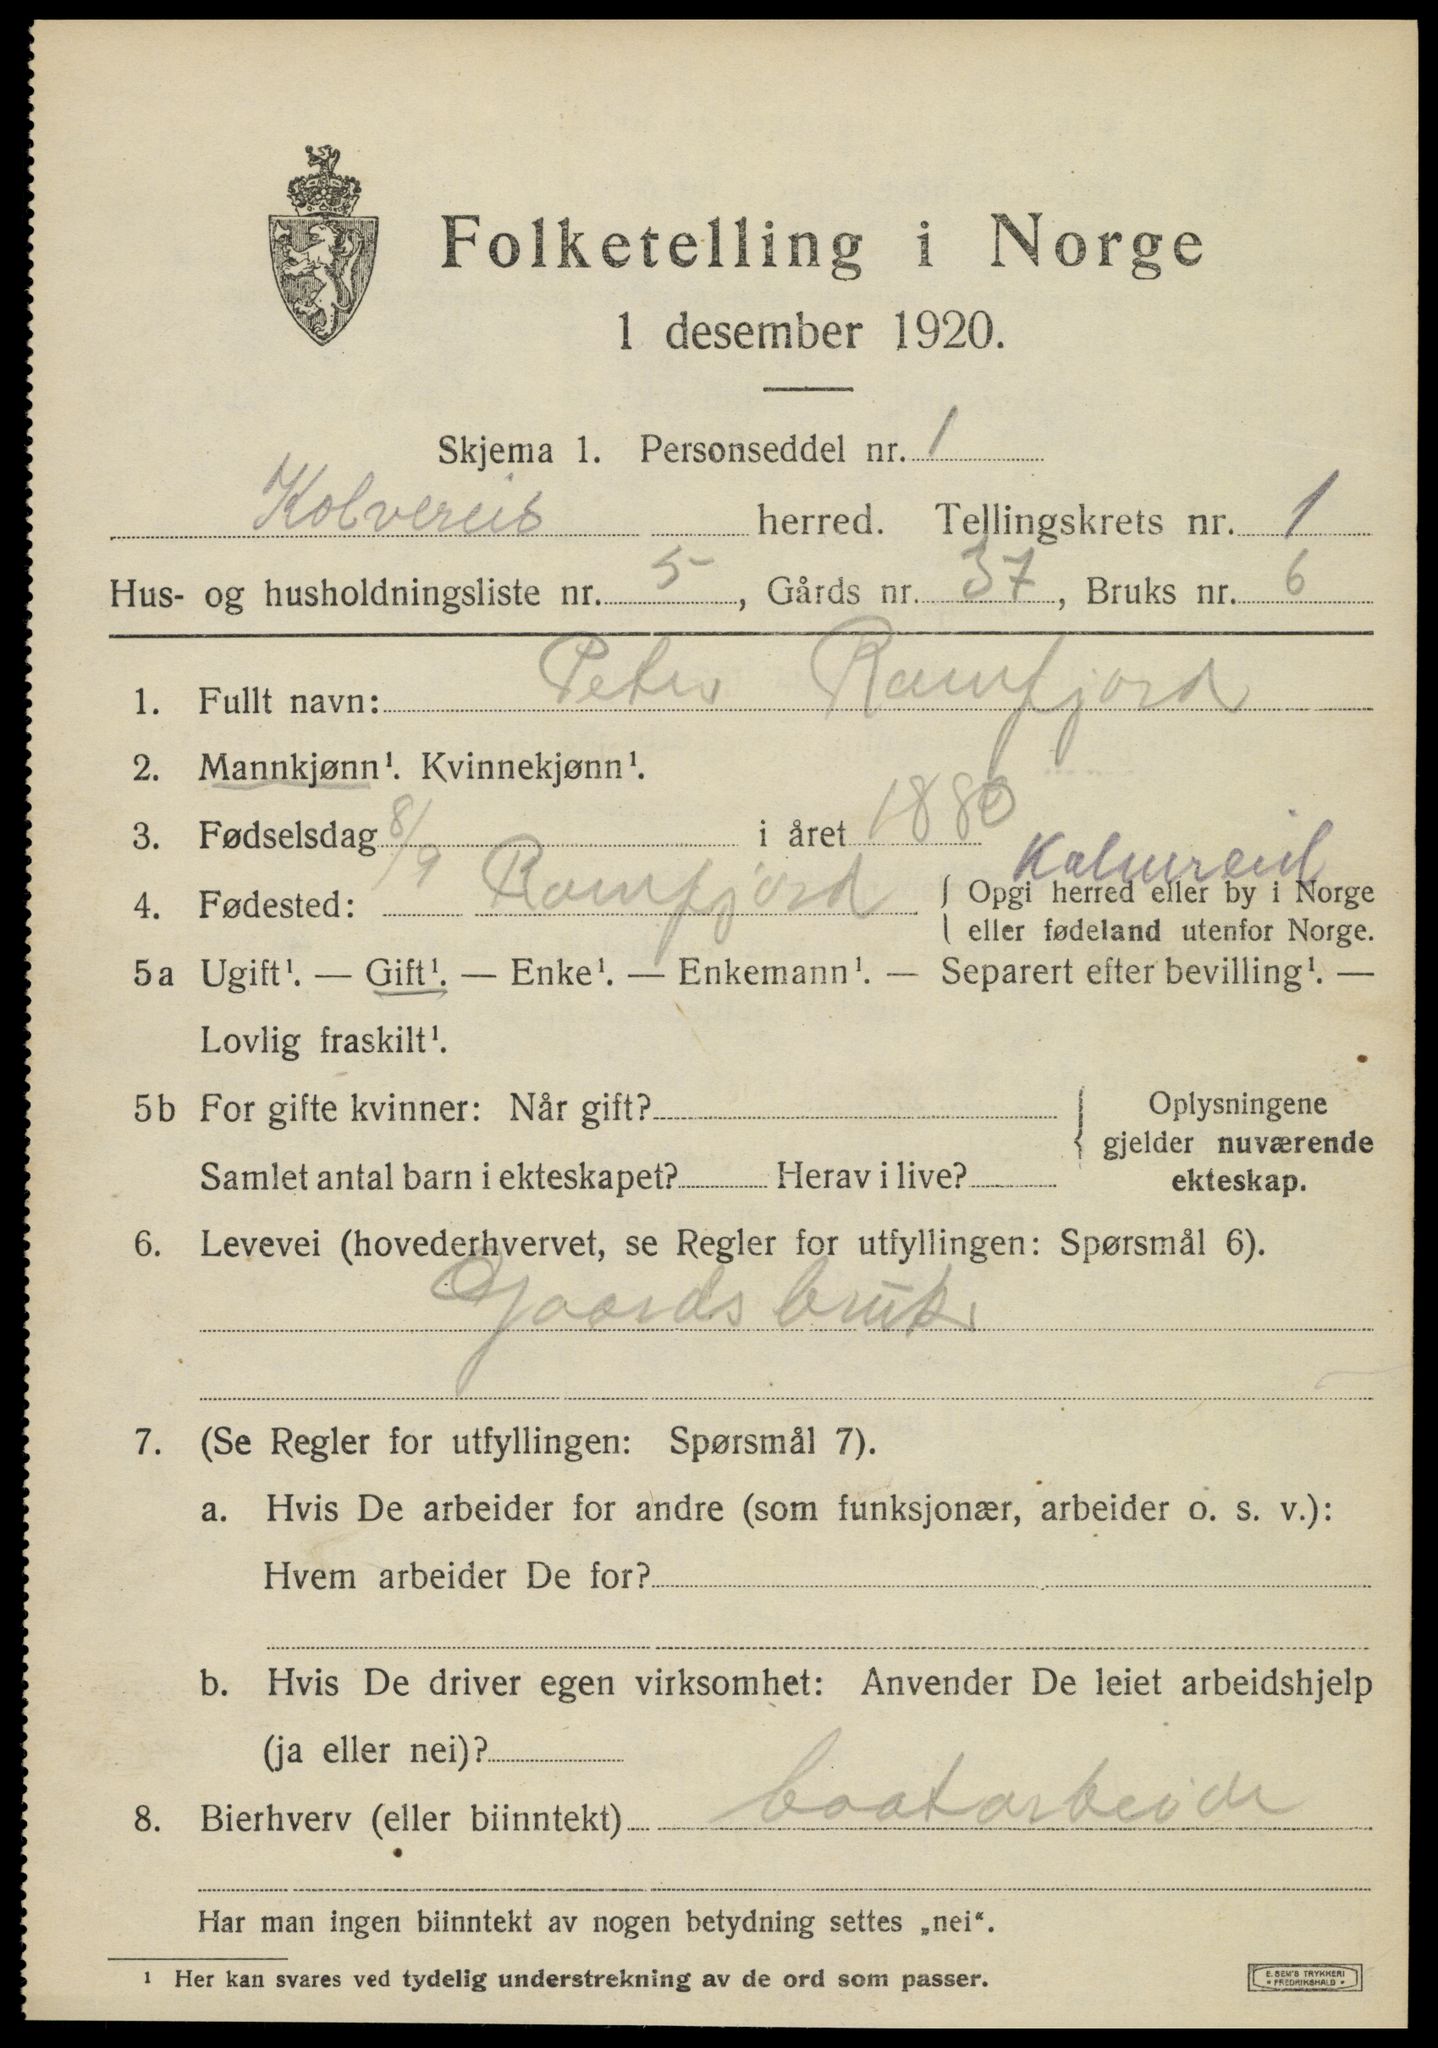 Folketelling i Norge
1 desember 1920.
Skjema 1. Personseddel nr. 1
Kolvereid herred. Tellingskrets nr. 1
Hus- og husholdningsliste nr. 5, Gårds nr. 37, Bruks nr. 6
1. Fullt navn: Peter Ramfjord
2. Mannkjønn¹. Kvinnekjønn¹.
3. Fødselsdag 8/9 i året 1880
Kolvereid
4. Fødested: Ramfjord { Opgi herred eller by i Norge
eller fødeland utenfor Norge.
5a Ugift¹. — Gift¹. — Enke¹. — Enkemann¹. — Separert efter bevilling¹. —
Lovlig fraskilt¹.
5b For gifte kvinner: Når gift?
Samlet antal barn i ekteskapet? Herav i live?
Oplysningene
gjelder nuværende
ekteskap.
6. Levevei (hovederhvervet, se Regler for utfyllingen: Spørsmål 6).
Gaardsbruk
7. (Se Regler for utfyllingen: Spørsmål 7).
a. Hvis De arbeider for andre (som funksjonær, arbeider o. s. v.):
Hvem arbeider De for?
b. Hvis De driver egen virksomhet: Anvender De leiet arbeidshjelp
(ja eller nei)?
8. Bierhverv (eller biinntekt) baatarbeide
Har man ingen biinntekt av nogen betydning settes „nei“.
¹ Her kan svares ved tydelig understrekning av de ord som passer.
E. SEM'S TRYKKERI
FREDRIKSHALD